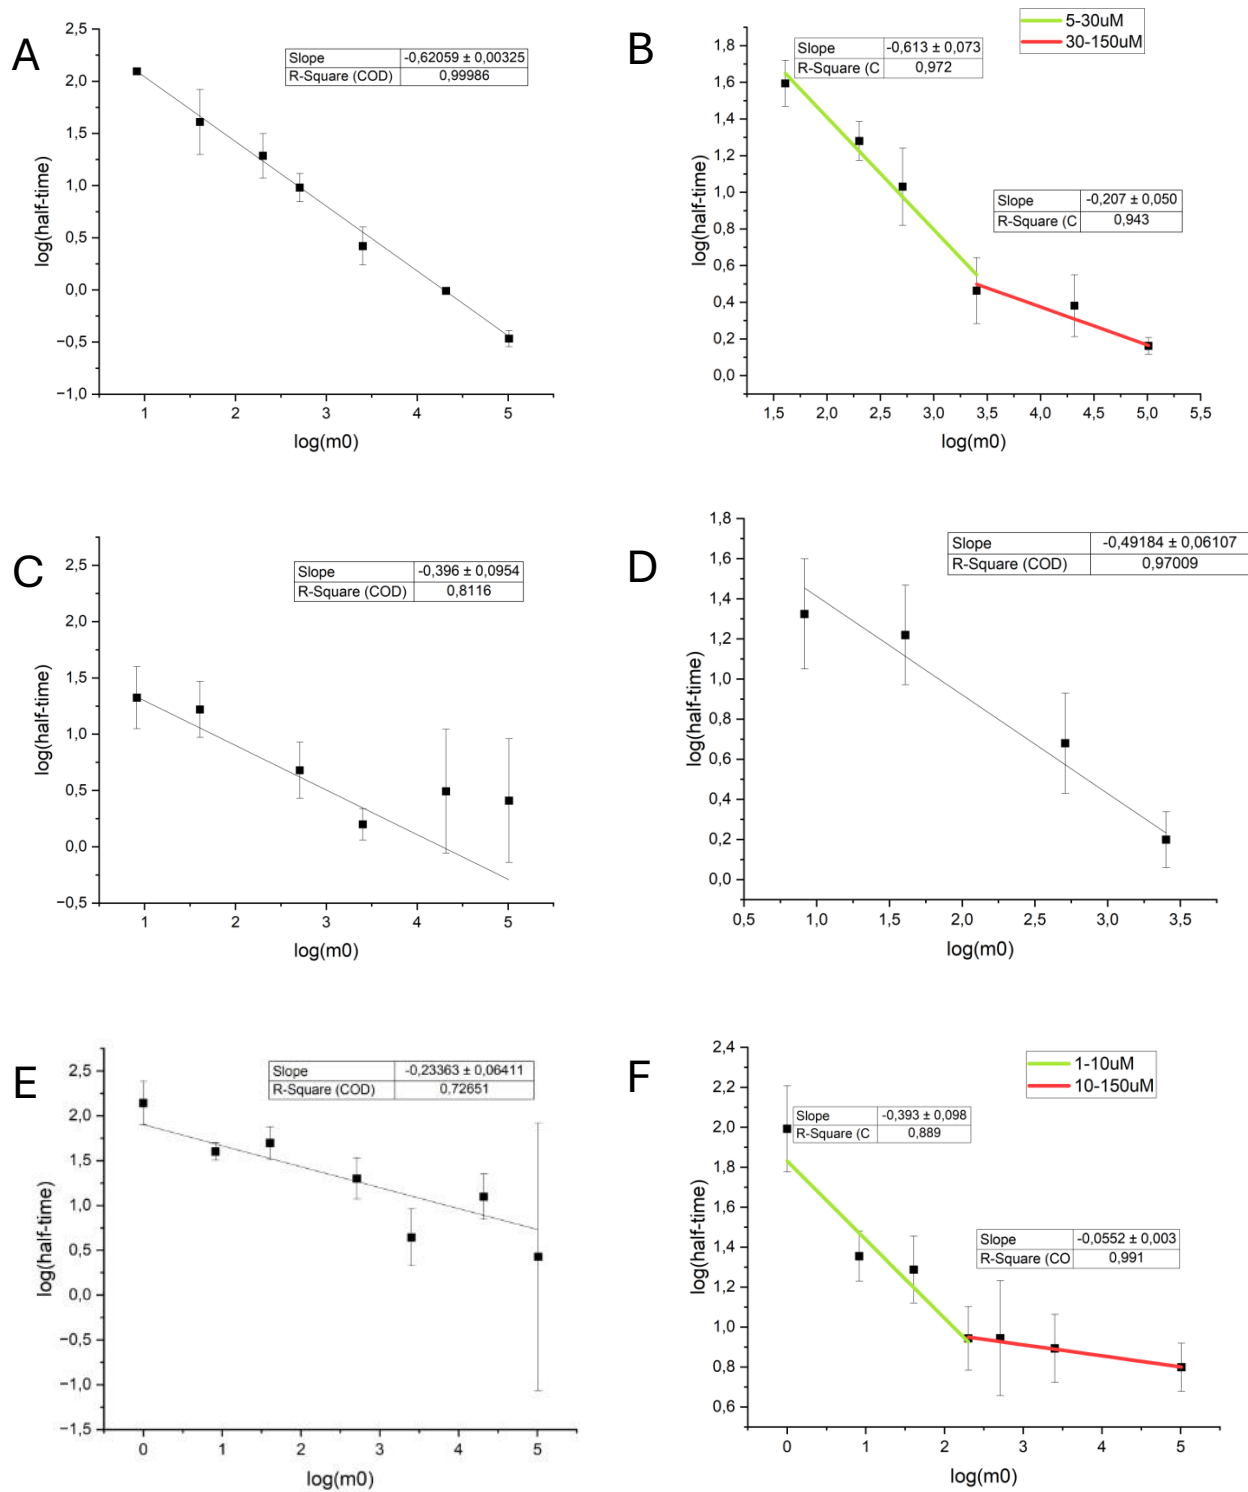 A
2,5
2,0
1,5
1,0
0,5
0,0
−0,5
−1,0
log(half-time)
Slope -0,62059 ± 0,00325
R-Square (COD) 0,99986
1 2 3 4 5
log(m0)
B
5-30uM
30-150uM
1,8
1,6
1,4
1,2
1,0
0,8
0,6
0,4
0,2
0,0
log(half-time)
Slope -0,613 ± 0,073
R-Square (C 0,972
Slope -0,207 ± 0,050
R-Square (C 0,943
1,5 2,0 2,5 3,0 3,5 4,0 4,5 5,0 5,5
log(m0)
C
2,5
2,0
1,5
1,0
0,5
0,0
−0,5
log(half-time)
Slope -0,396 ± 0,0954
R-Square (COD) 0,8116
1 2 3 4 5
log(m0)
D
1,8
1,6
1,4
1,2
1,0
0,8
0,6
0,4
0,2
0,0
log(half-time)
Slope -0,49184 ± 0,06107
R-Square (COD) 0,97009
0,5 1,0 1,5 2,0 2,5 3,0 3,5
log(m0)
E
2,5
2,0
1,5
1,0
0,5
0,0
−0,5
−1,0
−1,5
log(half-time)
Slope -0,23363 ± 0,06411
R-Square (COD) 0,72651
0 1 2 3 4 5
log(m0)
F
1-10uM
10-150uM
2,4
2,2
2,0
1,8
1,6
1,4
1,2
1,0
0,8
0,6
log(half-time)
Slope -0,393 ± 0,098
R-Square (C 0,889
Slope -0,0552 ± 0,003
R-Square (CO 0,991
0 1 2 3 4 5
log(m0)